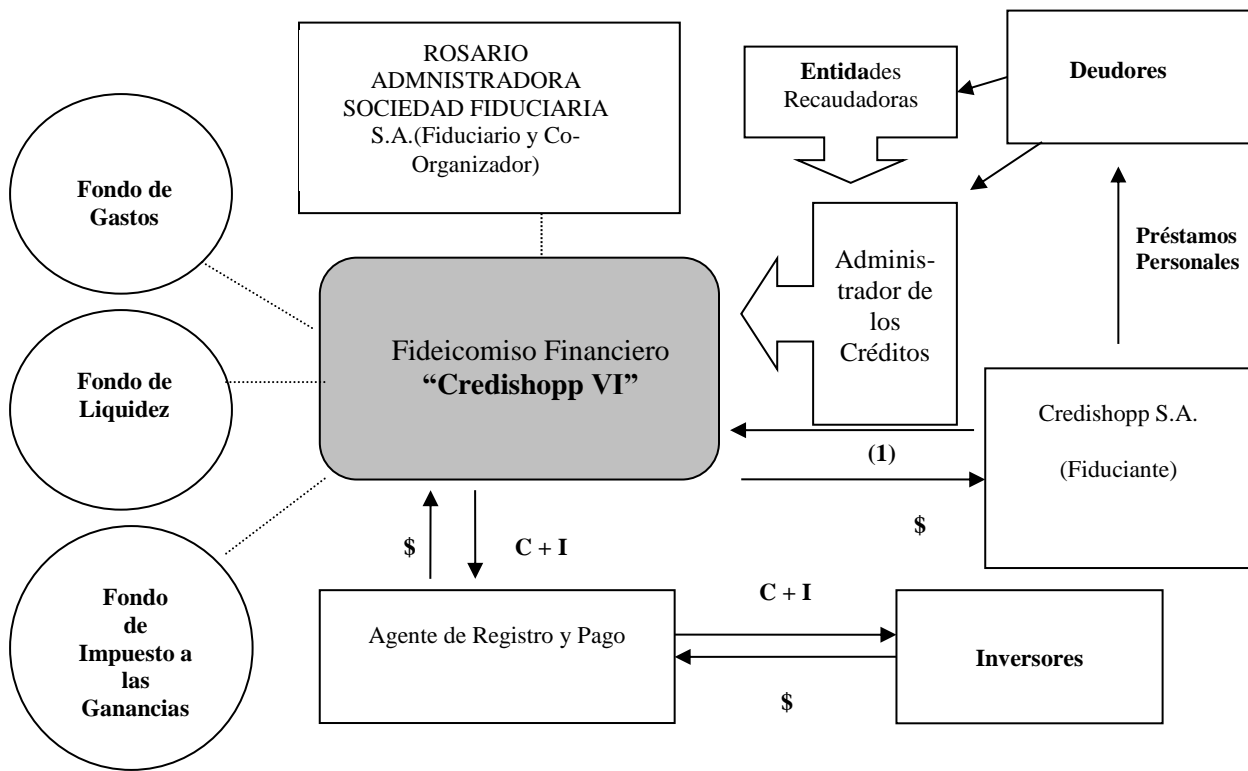 ROSARIO
ADMNISTRADORA
SOCIEDAD FIDUCIARIA
S.A.(Fiduciario y Co-
Organizador)
Entidades
Recaudadoras
Deudores
Fondo de
Gastos
Préstamos
Personales
Adminis-
trador de
los
Créditos
Fideicomiso Financiero
“Credishopp VI”
Fondo de
Liquidez
Credishopp S.A.
(Fiduciante)
(1)
$
$
C + I
Fondo
de
Impuesto a
las
Ganancias
Agente de Registro y Pago
C + I
$
Inversores